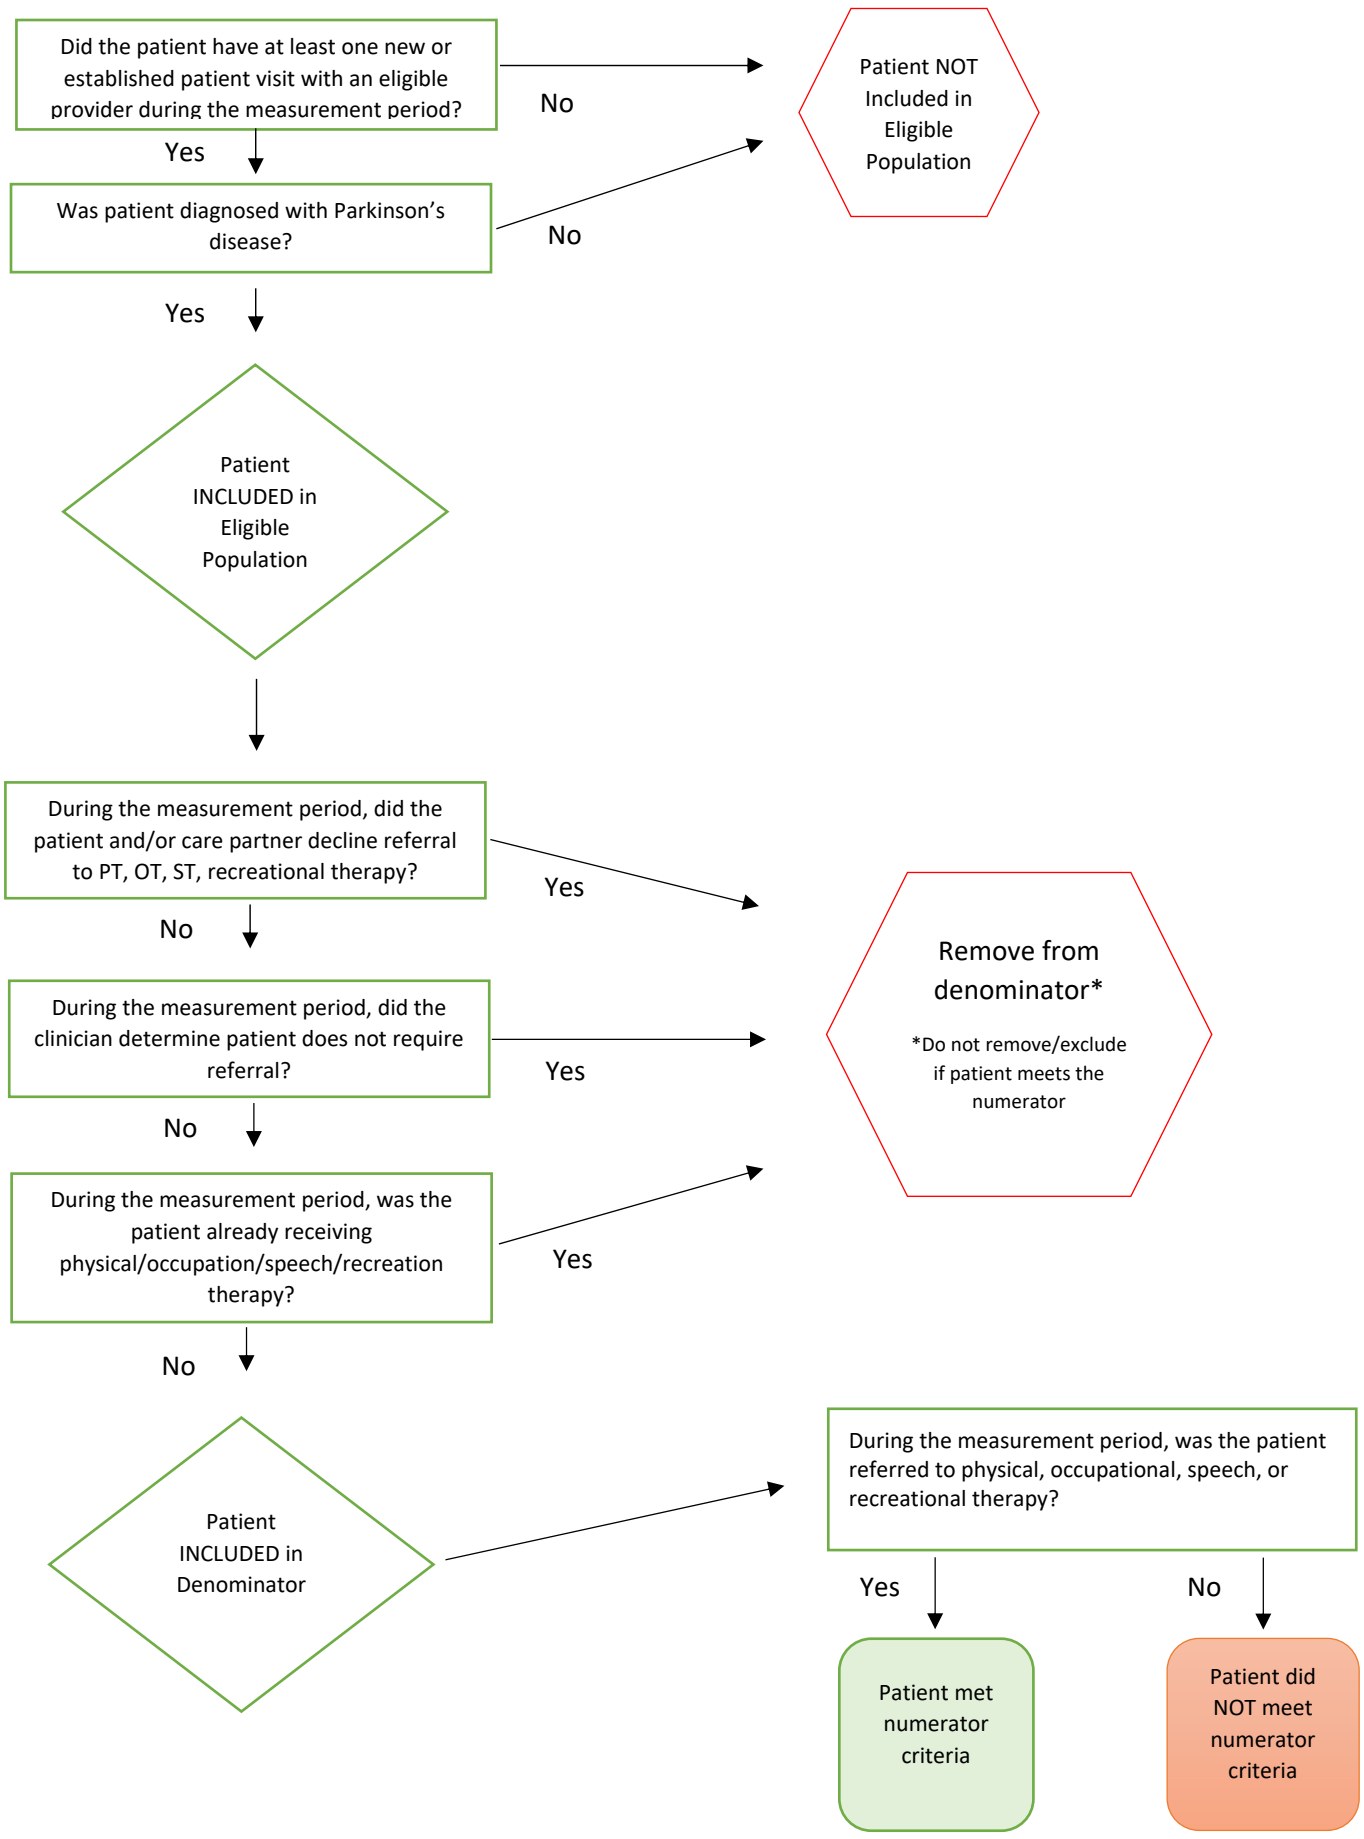 Did the patient have at least one new or
established patient visit with an eligible
provider during the measurement period?
No
Patient NOT
Included in
Eligible
Population
Yes
Was patient diagnosed with Parkinson’s
disease?
No
Yes
Patient
INCLUDED in
Eligible
Population
During the measurement period, did the
patient and/or care partner decline referral
to PT, OT, ST, recreational therapy?
Yes
No
Remove from
denominator*
*Do not remove/exclude
if patient meets the
numerator
During the measurement period, did the
clinician determine patient does not require
referral?
Yes
No
During the measurement period, was the
patient already receiving
physical/occupation/speech/recreation
therapy?
Yes
No
Patient
INCLUDED in
Denominator
During the measurement period, was the patient
referred to physical, occupational, speech, or
recreational therapy?
Yes
No
Patient met
numerator
criteria
Patient did
NOT meet
numerator
criteria